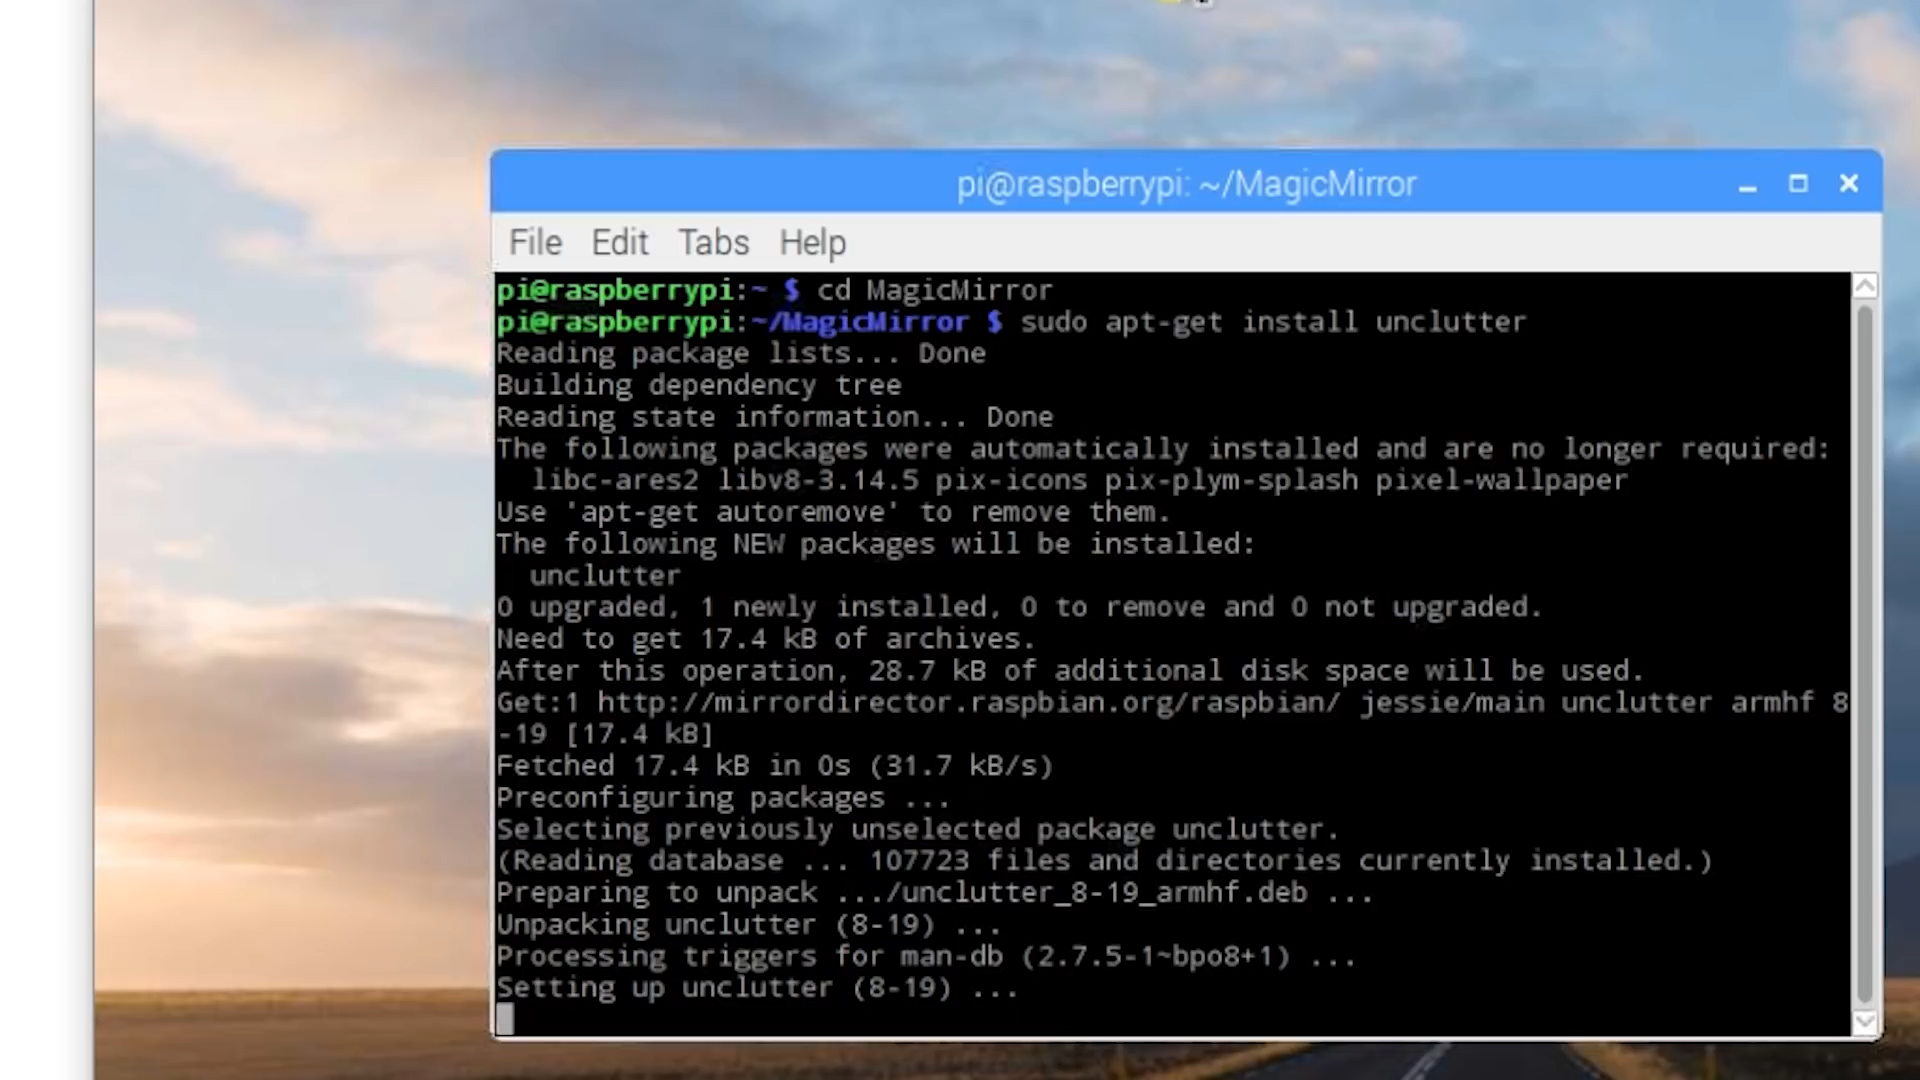 pi@raspberrypi: ~/MagicMirror
File Edit Tabs Help
pi@raspberrypi:~ $ cd MagicMirror
pi@raspberrypi:~/MagicMirror $ sudo apt-get install unclutter
Reading package lists... Done
Building dependency tree
Reading state information... Done
The following packages were automatically installed and are no longer required:
  libc-ares2 libv8-3.14.5 pix-icons pix-plym-splash pixel-wallpaper
Use 'apt-get autoremove' to remove them.
The following NEW packages will be installed:
  unclutter
0 upgraded, 1 newly installed, 0 to remove and 0 not upgraded.
Need to get 17.4 kB of archives.
After this operation, 28.7 kB of additional disk space will be used.
Get:1 http://mirrordirector.raspbian.org/raspbian/ jessie/main unclutter armhf 8
-19 [17.4 kB]
Fetched 17.4 kB in 0s (31.7 kB/s)
Preconfiguring packages ...
Selecting previously unselected package unclutter.
(Reading database ... 107723 files and directories currently installed.)
Preparing to unpack .../unclutter_8-19_armhf.deb ...
Unpacking unclutter (8-19) ...
Processing triggers for man-db (2.7.5-1~bpo8+1) ...
Setting up unclutter (8-19) ...